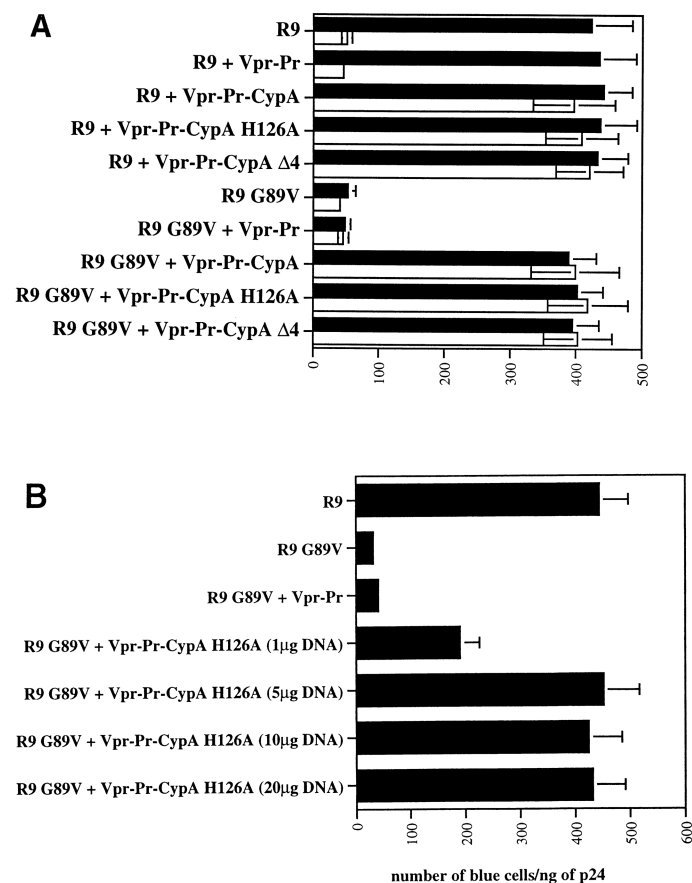 A
R9
R9 + Vpr-Pr
R9 + Vpr-Pr-CypA
R9 + Vpr-Pr-CypA H126A
R9 + Vpr-Pr-CypA Δ4
R9 G89V
R9 G89V + Vpr-Pr
R9 G89V + Vpr-Pr-CypA
R9 G89V + Vpr-Pr-CypA H126A
R9 G89V + Vpr-Pr-CypA Δ4
0 100 200 300 400 500
B
R9
R9 G89V
R9 G89V + Vpr-Pr
R9 G89V + Vpr-Pr-CypA H126A (1μg DNA)
R9 G89V + Vpr-Pr-CypA H126A (5μg DNA)
R9 G89V + Vpr-Pr-CypA H126A (10μg DNA)
R9 G89V + Vpr-Pr-CypA H126A (20μg DNA)
0 100 200 300 400 500 600
number of blue cells/ng of p24